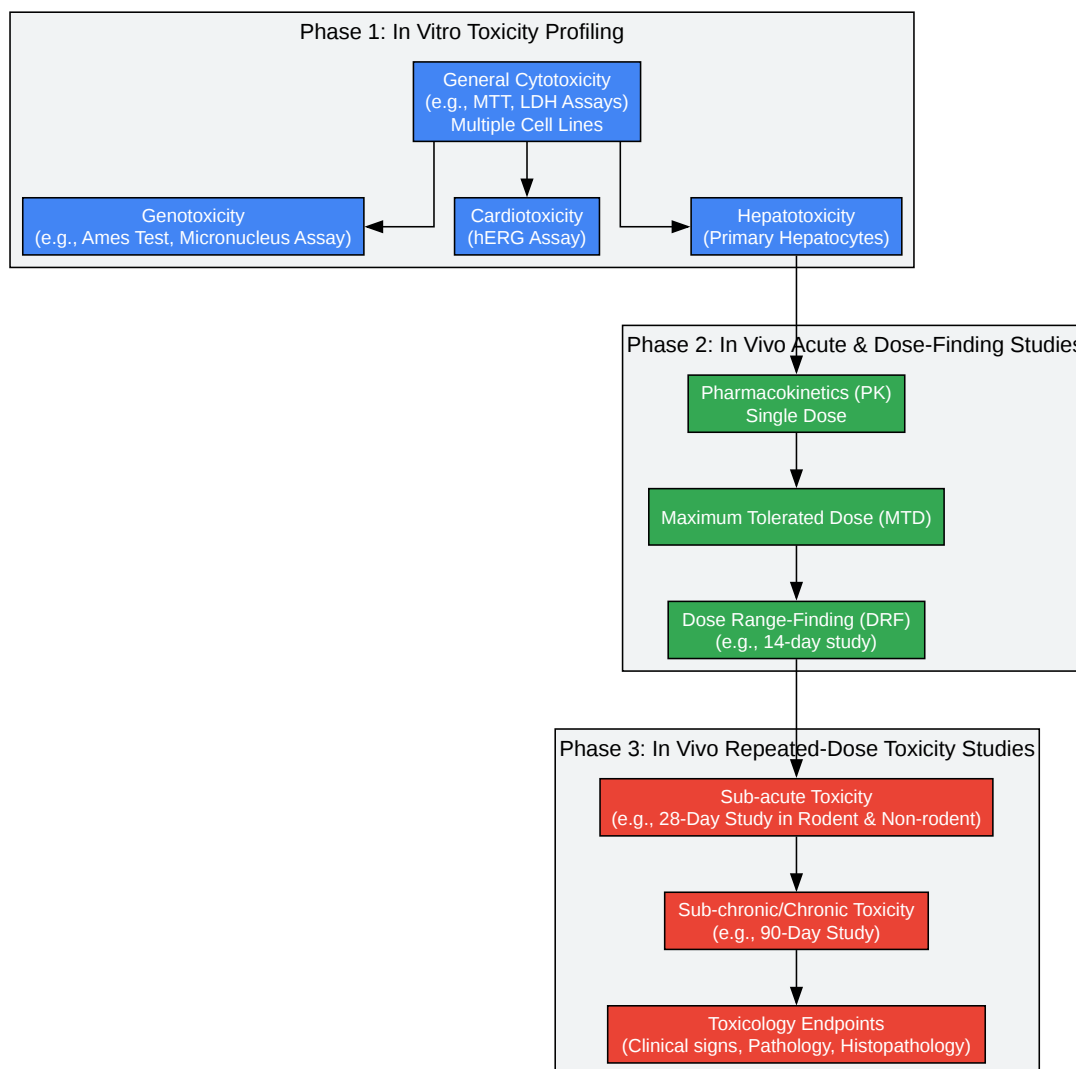 Phase 1: In Vitro Toxicity Profiling
General Cytotoxicity
(e.g., MTT, LDH Assays)
Multiple Cell Lines
Genotoxicity
(e.g., Ames Test, Micronucleus Assay)
Cardiotoxicity
(hERG Assay)
Hepatotoxicity
(Primary Hepatocytes)
Phase 2: In Vivo Acute & Dose-Finding Studies
Pharmacokinetics (PK)
Single Dose
Maximum Tolerated Dose (MTD)
Dose Range-Finding (DRF)
(e.g., 14-day study)
Phase 3: In Vivo Repeated-Dose Toxicity Studies
Sub-acute Toxicity
(e.g., 28-Day Study in Rodent & Non-rodent)
Sub-chronic/Chronic Toxicity
(e.g., 90-Day Study)
Toxicology Endpoints
(Clinical signs, Pathology, Histopathology)